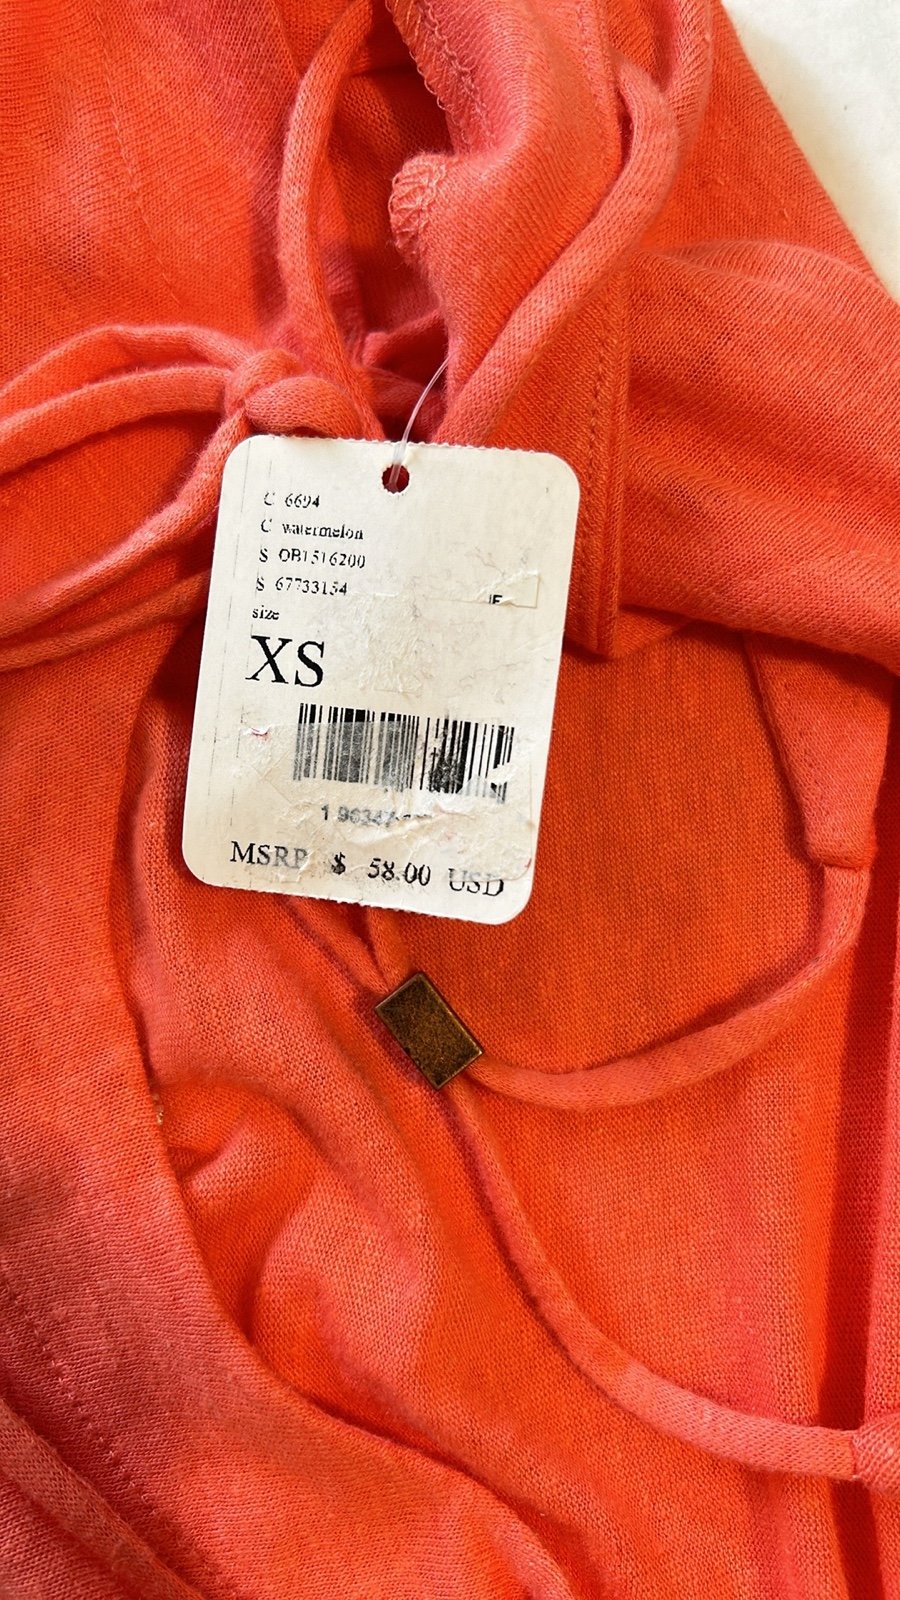 C 6694
C watermelon
S OB1516200
S 67733154
size
XS
MSRP $ 58.00 USD